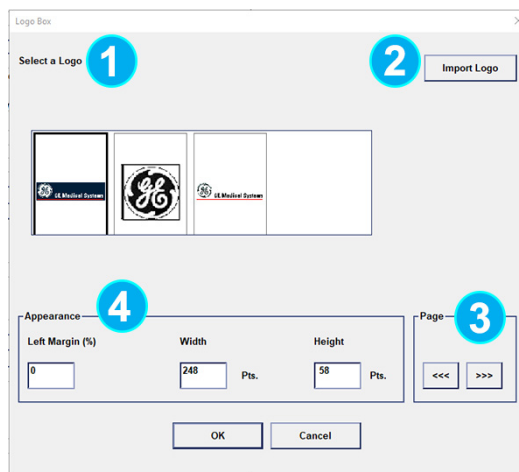 Logo Box
Select a Logo 1
2 Import Logo
GE Medical Systems
GE
GE Medical Systems
Appearance 4
Page 3
Left Margin (%) Width Height
0 248 Pts. 58 Pts.
<<< >>>
OK Cancel